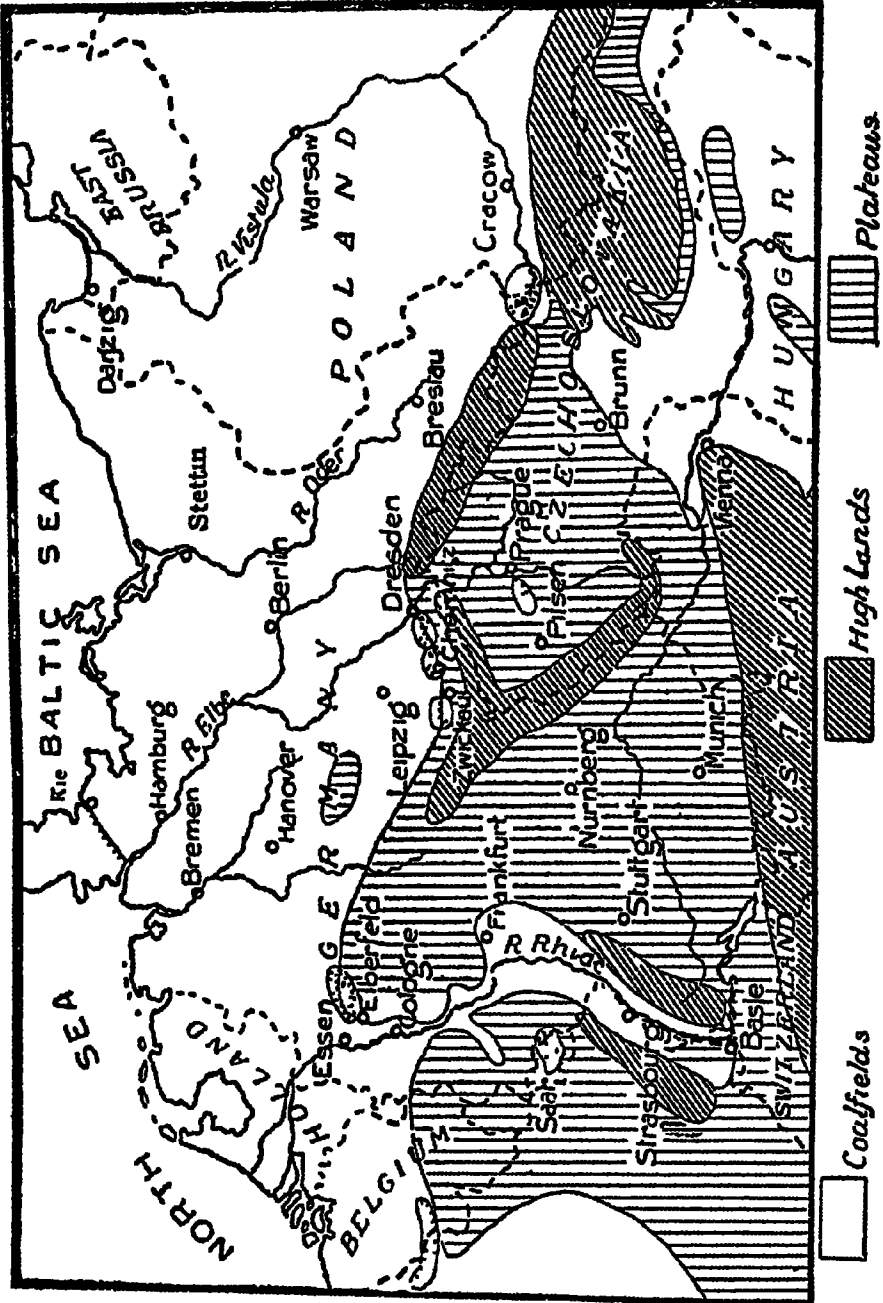 NORTH
SEA
BALTIC SEA
Kie
Hamburg
R Elbe
Bremen
Hanover
Stettin
Berlin
R Oder
Danzig
EAST
PRUSSIA
R Vistula
Warsaw
POLAND
Cracow
Breslau
HOLLAND
BELGIUM
GERMANY
Essen
Elberfeld
Cologne
Leipzig
Dresden
Chemnitz
Zwickau
Frankfurt
R Rhine
Saar
Strasbourg
Basle
SWITZERLAND
Stuttgart
Nurnberg
Munich
Pilsen
Prague
CZECHOSLOVAKIA
Brunn
Vienna
AUSTRIA
HUNGARY
Coalfields
High Lands
Plateaus